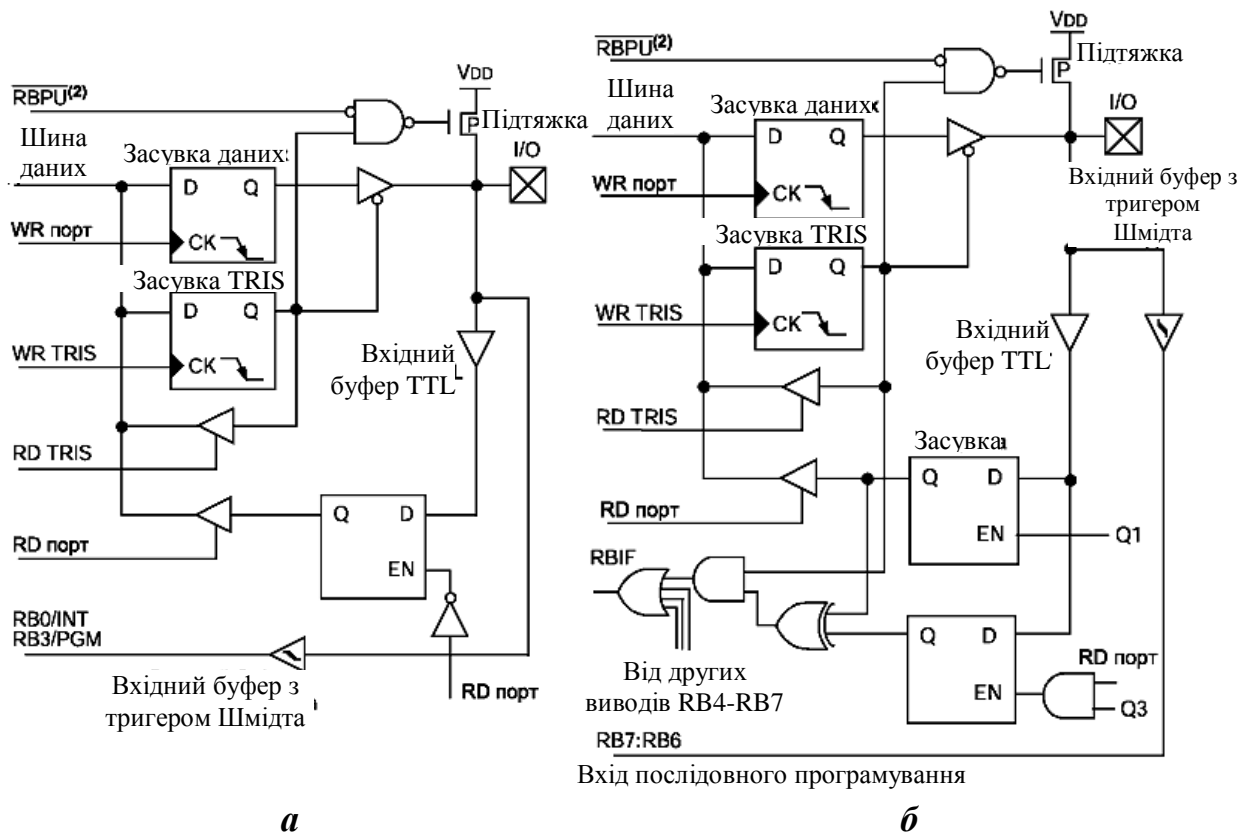 RBPU(2)
VDD
P
Підтяжка
Шина
даних
Засувка даних
D Q
I/O
WR порт
CK
Засувка TRIS
D Q
WR TRIS
CK
Вхідний
буфер TTL
RD TRIS
Q D
RD порт
EN
RB0/INT
RB3/PGM
Вхідний буфер з
тригером Шмідта
RD порт
а
RBPU(2)
VDD
Підтяжка
P
Шина
даних
Засувка даних
I/O
D Q
WR порт
CK
Вхідний буфер з
тригером
Шмідта
Засувка TRIS
D Q
WR TRIS
CK
Вхідний
буфер TTL
RD TRIS
Засувка
Q D
RD порт
EN
Q1
RBIF
Q D
Від других
виводів RB4-RB7
RD порт
EN
Q3
RB7:RB6
Вхід послідовного програмування
б